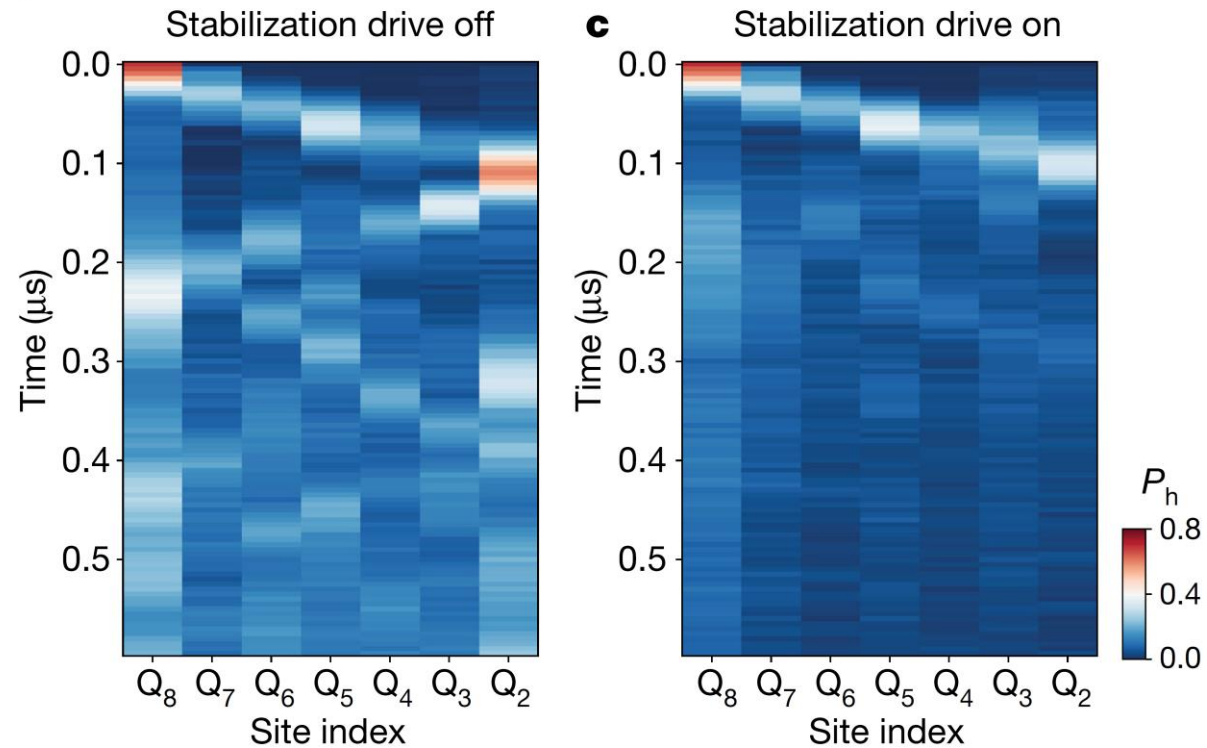 Stabilization drive off
0.0
0.1
0.2
0.3
0.4
0.5
Time (μs)
Q8 Q7 Q6 Q5 Q4 Q3 Q2
Site index
c Stabilization drive on
0.0
0.1
0.2
0.3
0.4
0.5
Time (μs)
Q8 Q7 Q6 Q5 Q4 Q3 Q2
Site index
Ph
0.8
0.4
0.0